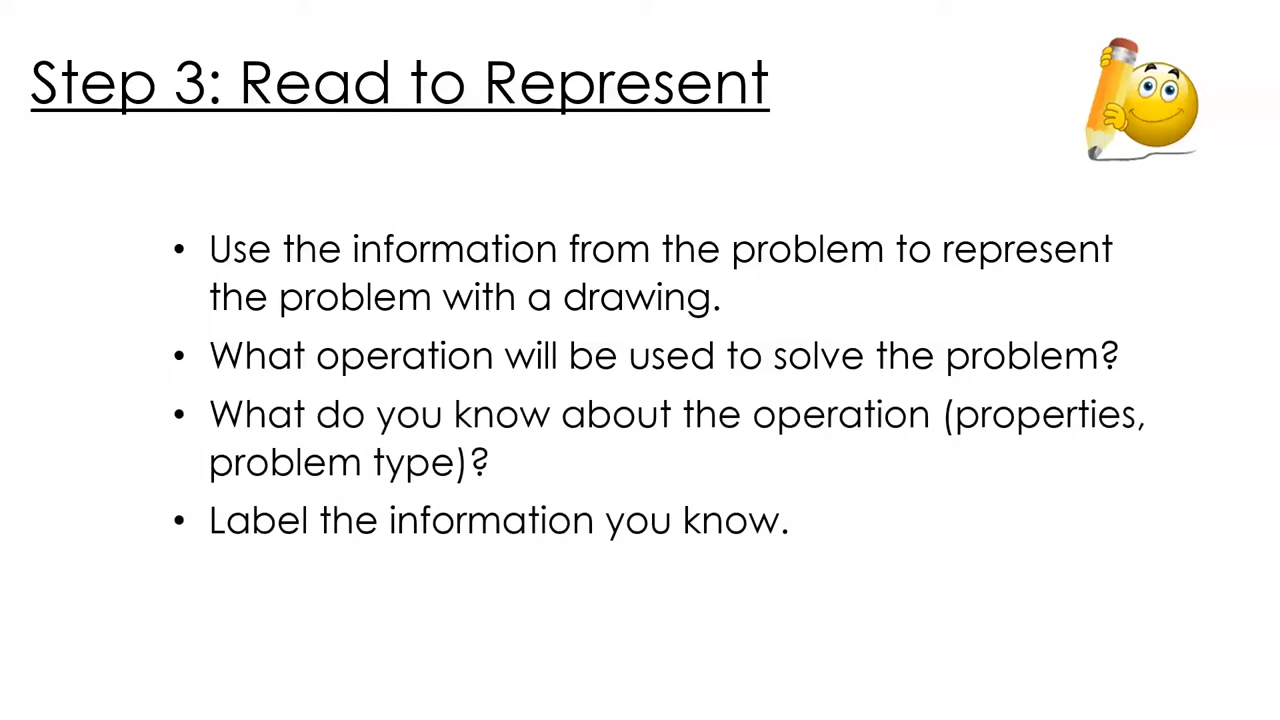 Step 3: Read to Represent
• Use the information from the problem to represent
the problem with a drawing.
• What operation will be used to solve the problem?
• What do you know about the operation (properties,
problem type)?
• Label the information you know.